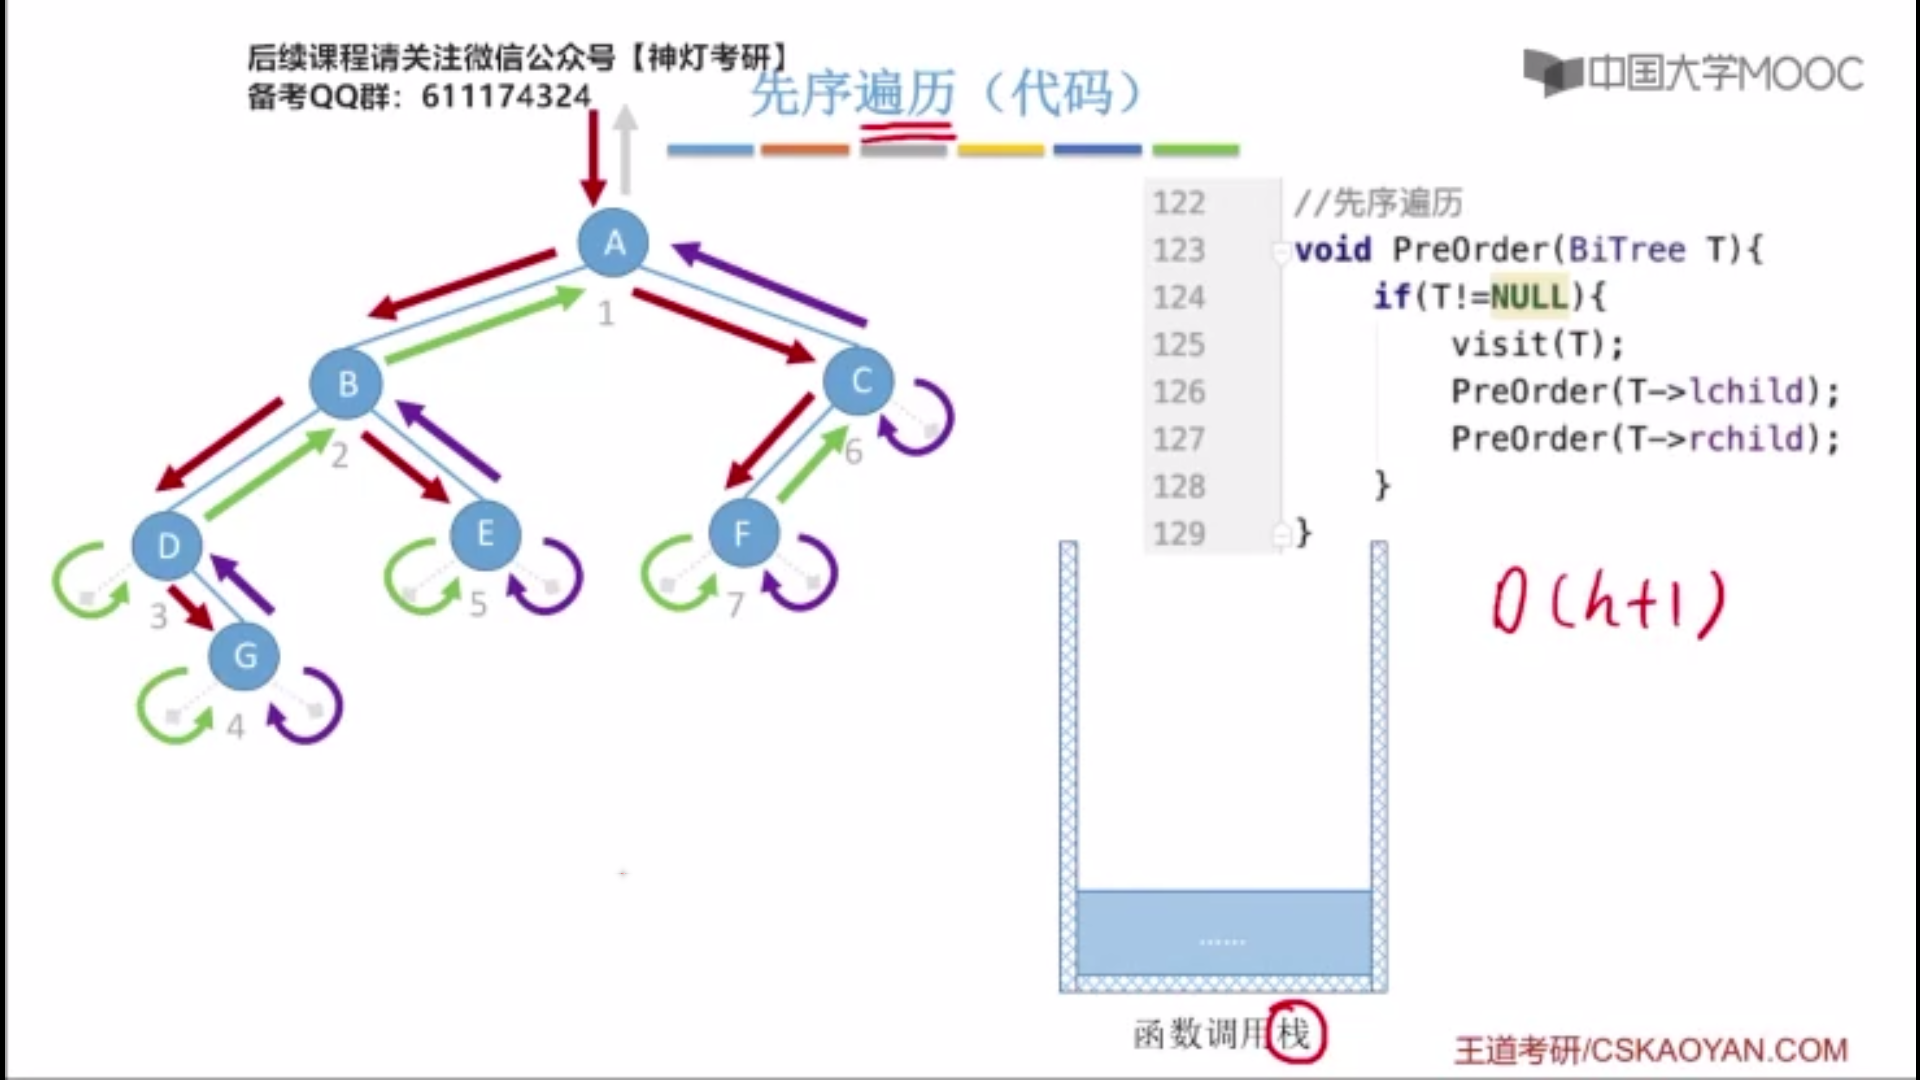 后续课程请关注微信公众号【神灯考研】
备考QQ群：611174324
先序遍历（代码）
中国大学MOOC
122 //先序遍历
123 void PreOrder(BiTree T){
124 if(T!=NULL){
125 visit(T);
126 PreOrder(T->lchild);
127 PreOrder(T->rchild);
128 }
129 }
A
1
B
C
2
6
D
E
F
3
5
7
G
4
O(h+1)
......
函数调用栈
王道考研/CSKAOYAN.COM